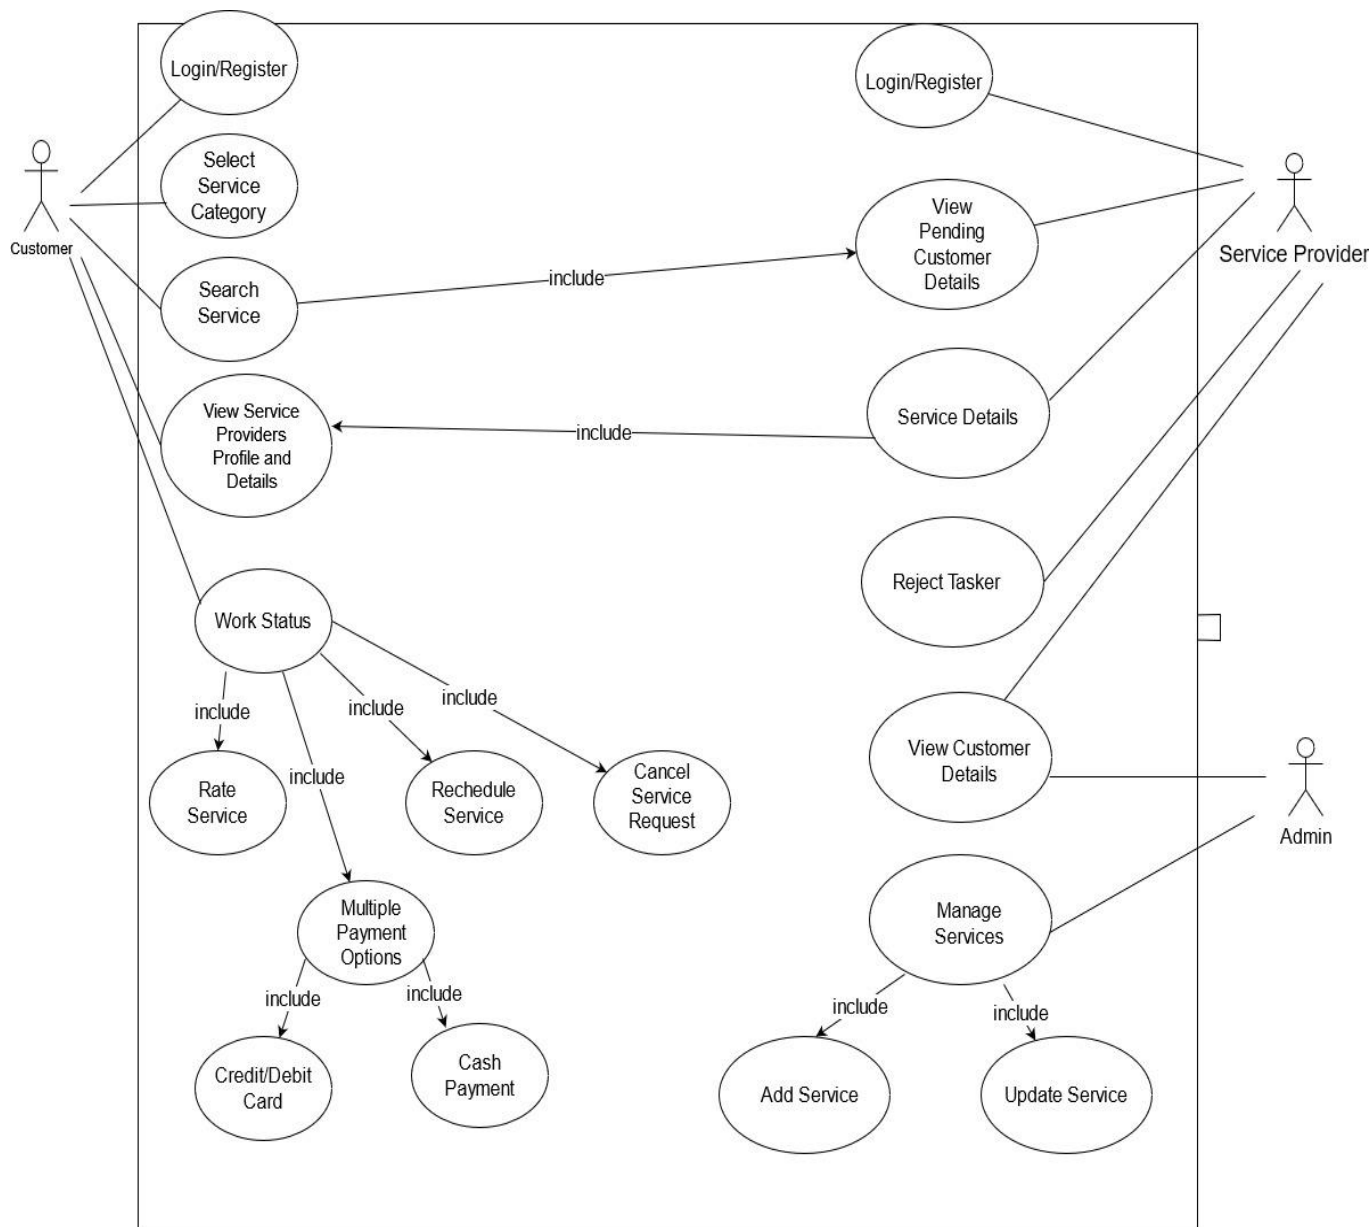 Login/Register
Login/Register
Select
Service
Category
Customer
View
Pending
Customer
Details
Service Provider
include
Search
Service
View Service
Providers
Profile and
Details
include
Service Details
Reject Tasker
Work Status
include
include
include
include
View Customer
Details
Rate
Service
Rechedule
Service
Cancel
Service
Request
Admin
Multiple
Payment
Options
Manage
Services
include
include
include
include
Credit/Debit
Card
Cash
Payment
Add Service
Update Service